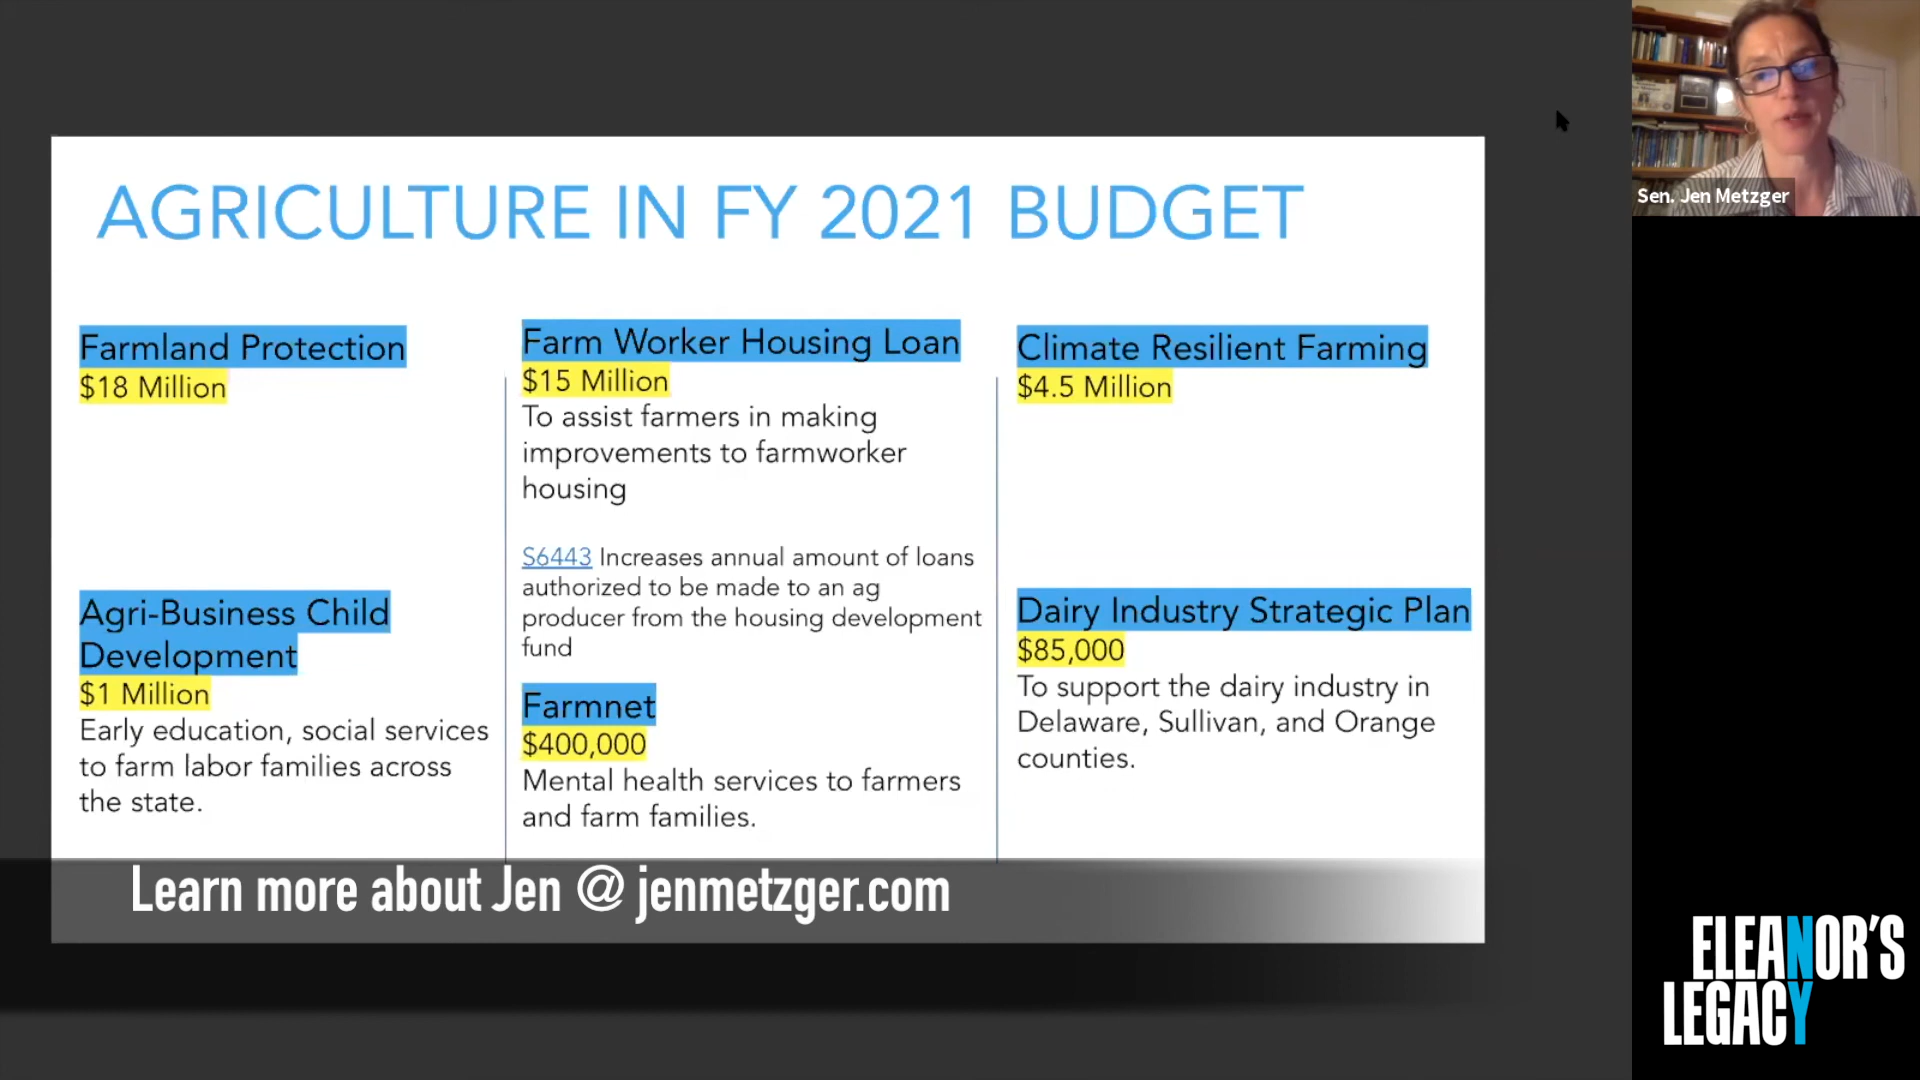 AGRICULTURE IN FY 2021 BUDGET
Farmland Protection
$18 Million
Agri-Business Child
Development
$1 Million
Early education, social services
to farm labor families across
the state.
Farm Worker Housing Loan
$15 Million
To assist farmers in making
improvements to farmworker
housing
S6443 Increases annual amount of loans
authorized to be made to an ag
producer from the housing development
fund
Farmnet
$400,000
Mental health services to farmers
and farm families.
Climate Resilient Farming
$4.5 Million
Dairy Industry Strategic Plan
$85,000
To support the dairy industry in
Delaware, Sullivan, and Orange
counties.
Learn more about Jen @ jenmetzger.com
Sen. Jen Metzger
ELEANOR'S
LEGACY